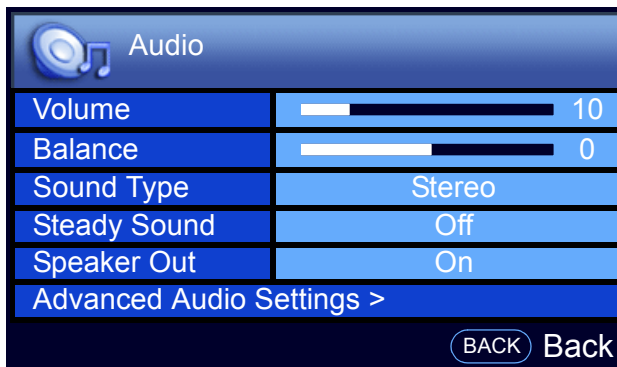 Audio
Volume 10
Balance 0
Sound Type Stereo
Steady Sound Off
Speaker Out On
Advanced Audio Settings >
BACK Back